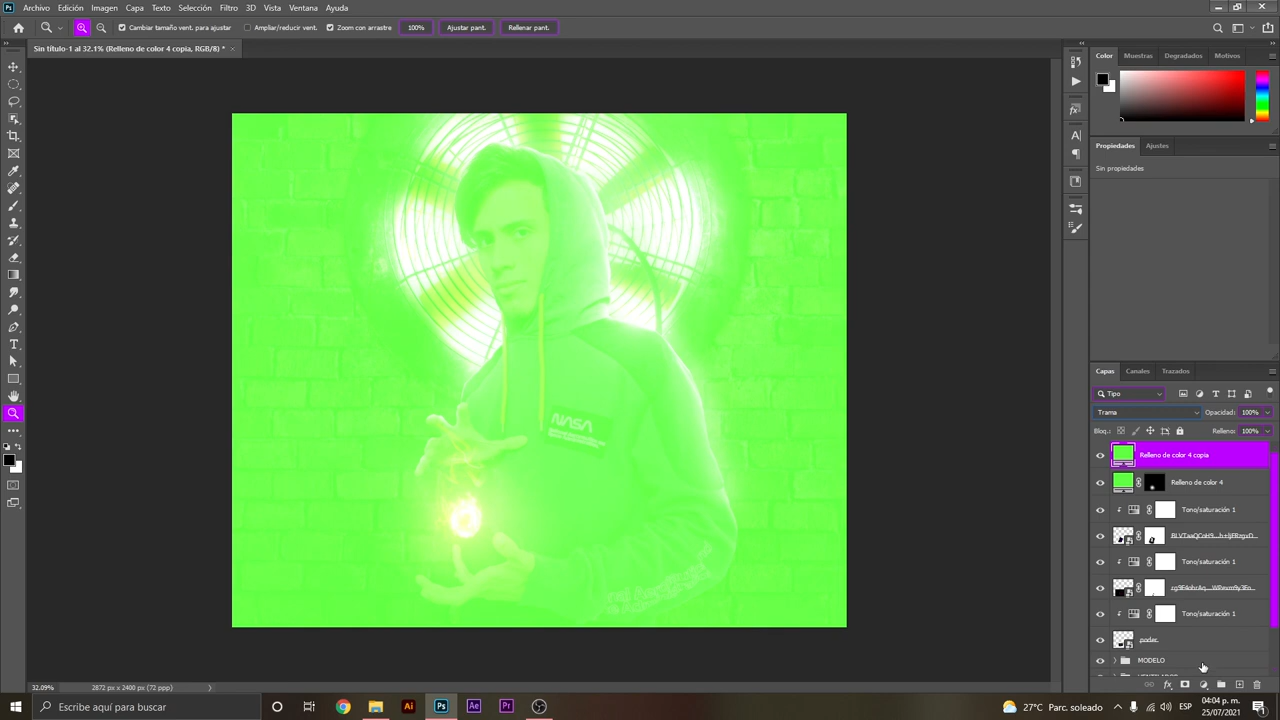 Archivo Edición Imagen Capa Texto Selección Filtro 3D Vista Ventana Ayuda
Cambiar tamaño vent. para ajustar Ampliar/reducir vent. Zoom con arrastre 100% Ajustar pant. Rellenar pant.
Sin título-1 al 32.1% (Relleno de color 4 copia, RGB/8) *
Color Muestras Degradados Motivos
Propiedades Ajustes
Sin propiedades
Capas Canales Trazados
Tipo
Trama Opacidad: 100%
Bloq.: Relleno: 100%
Relleno de color 4 copia
Relleno de color 4
Tono/saturación 1
Tono/saturación 1
Tono/saturación 1
poder
MODELO
NASA
32.09% 2872 px x 2400 px (72 ppp)
Escribe aquí para buscar
27°C Parc. soleado ESP 04:04 p. m.
25/07/2021